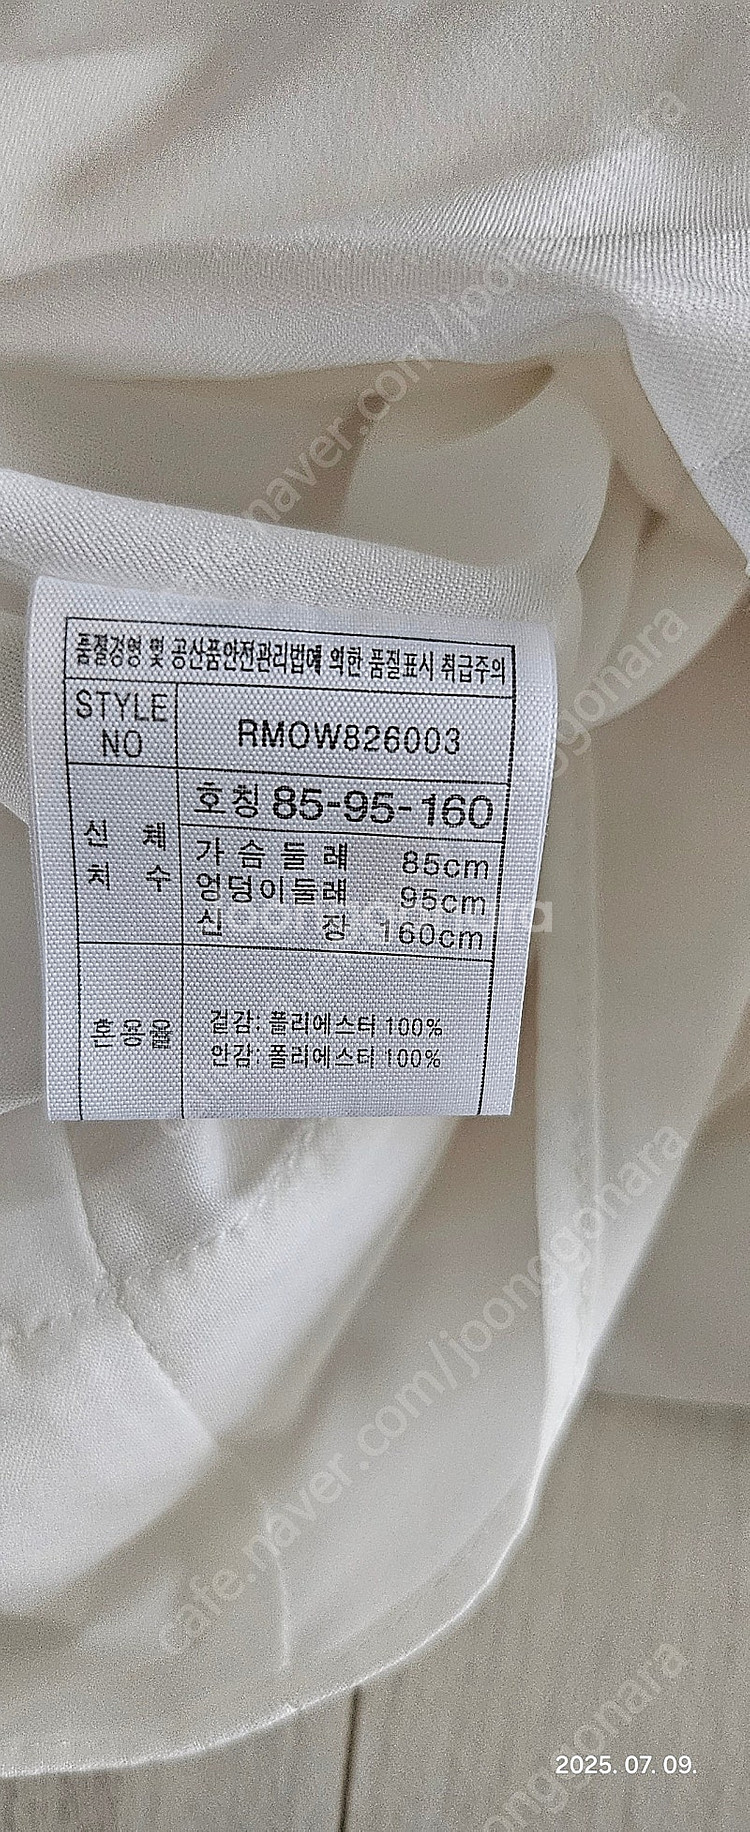 품질경영 및 공산품안전관리법에 의한 품질표시 취급주의
STYLE NO RMOW826003
신체 치수
호칭 85-95-160
가슴둘레 85cm
엉덩이둘레 95cm
신장 160cm
혼용율
겉감: 폴리에스터 100%
안감: 폴리에스터 100%
joonggonara
cafe.naver.com/joonggonara
2025. 07. 09.